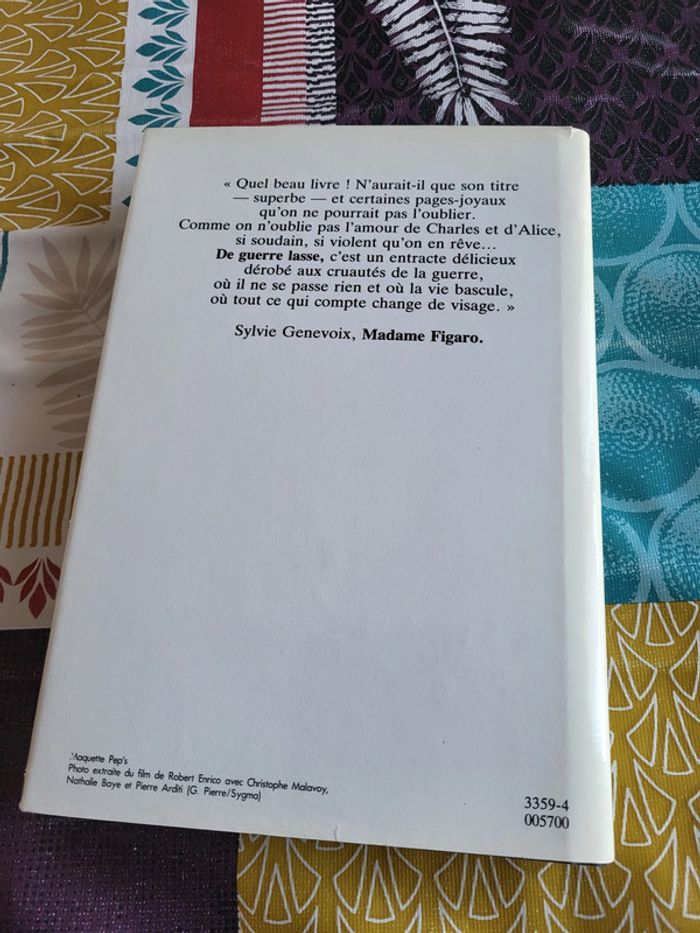 « Quel beau livre ! N'aurait-il que son titre
— superbe — et certaines pages-joyaux
qu'on ne pourrait pas l'oublier.
Comme on n'oublie pas l'amour de Charles et d'Alice,
si soudain, si violent qu'on en rêve...
De guerre lasse, c'est un entracte délicieux
dérobé aux cruautés de la guerre,
où il ne se passe rien et où la vie bascule,
où tout ce qui compte change de visage. »
Sylvie Genevoix, Madame Figaro.
Maquette Pep's
Photo extraite du film de Robert Enrico avec Christophe Malavoy,
Nathalie Baye et Pierre Arditi (G. Pierre/Sygma)
3359-4
005700